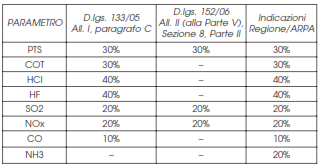 PARAMETRO D.lgs. 133/05 All. I, paragrafo C D.lgs. 152/06 All. II (alla Parte V), Sezione 8, Parte II Indicazioni Regione/ARPA
PTS 30% 30% 30%
COT 30% – 30%
HCl 40% – 40%
HF 40% – 40%
SO2 20% 20% 20%
NOx 20% 20% 20%
CO 10% – 10%
NH3 – – 20%